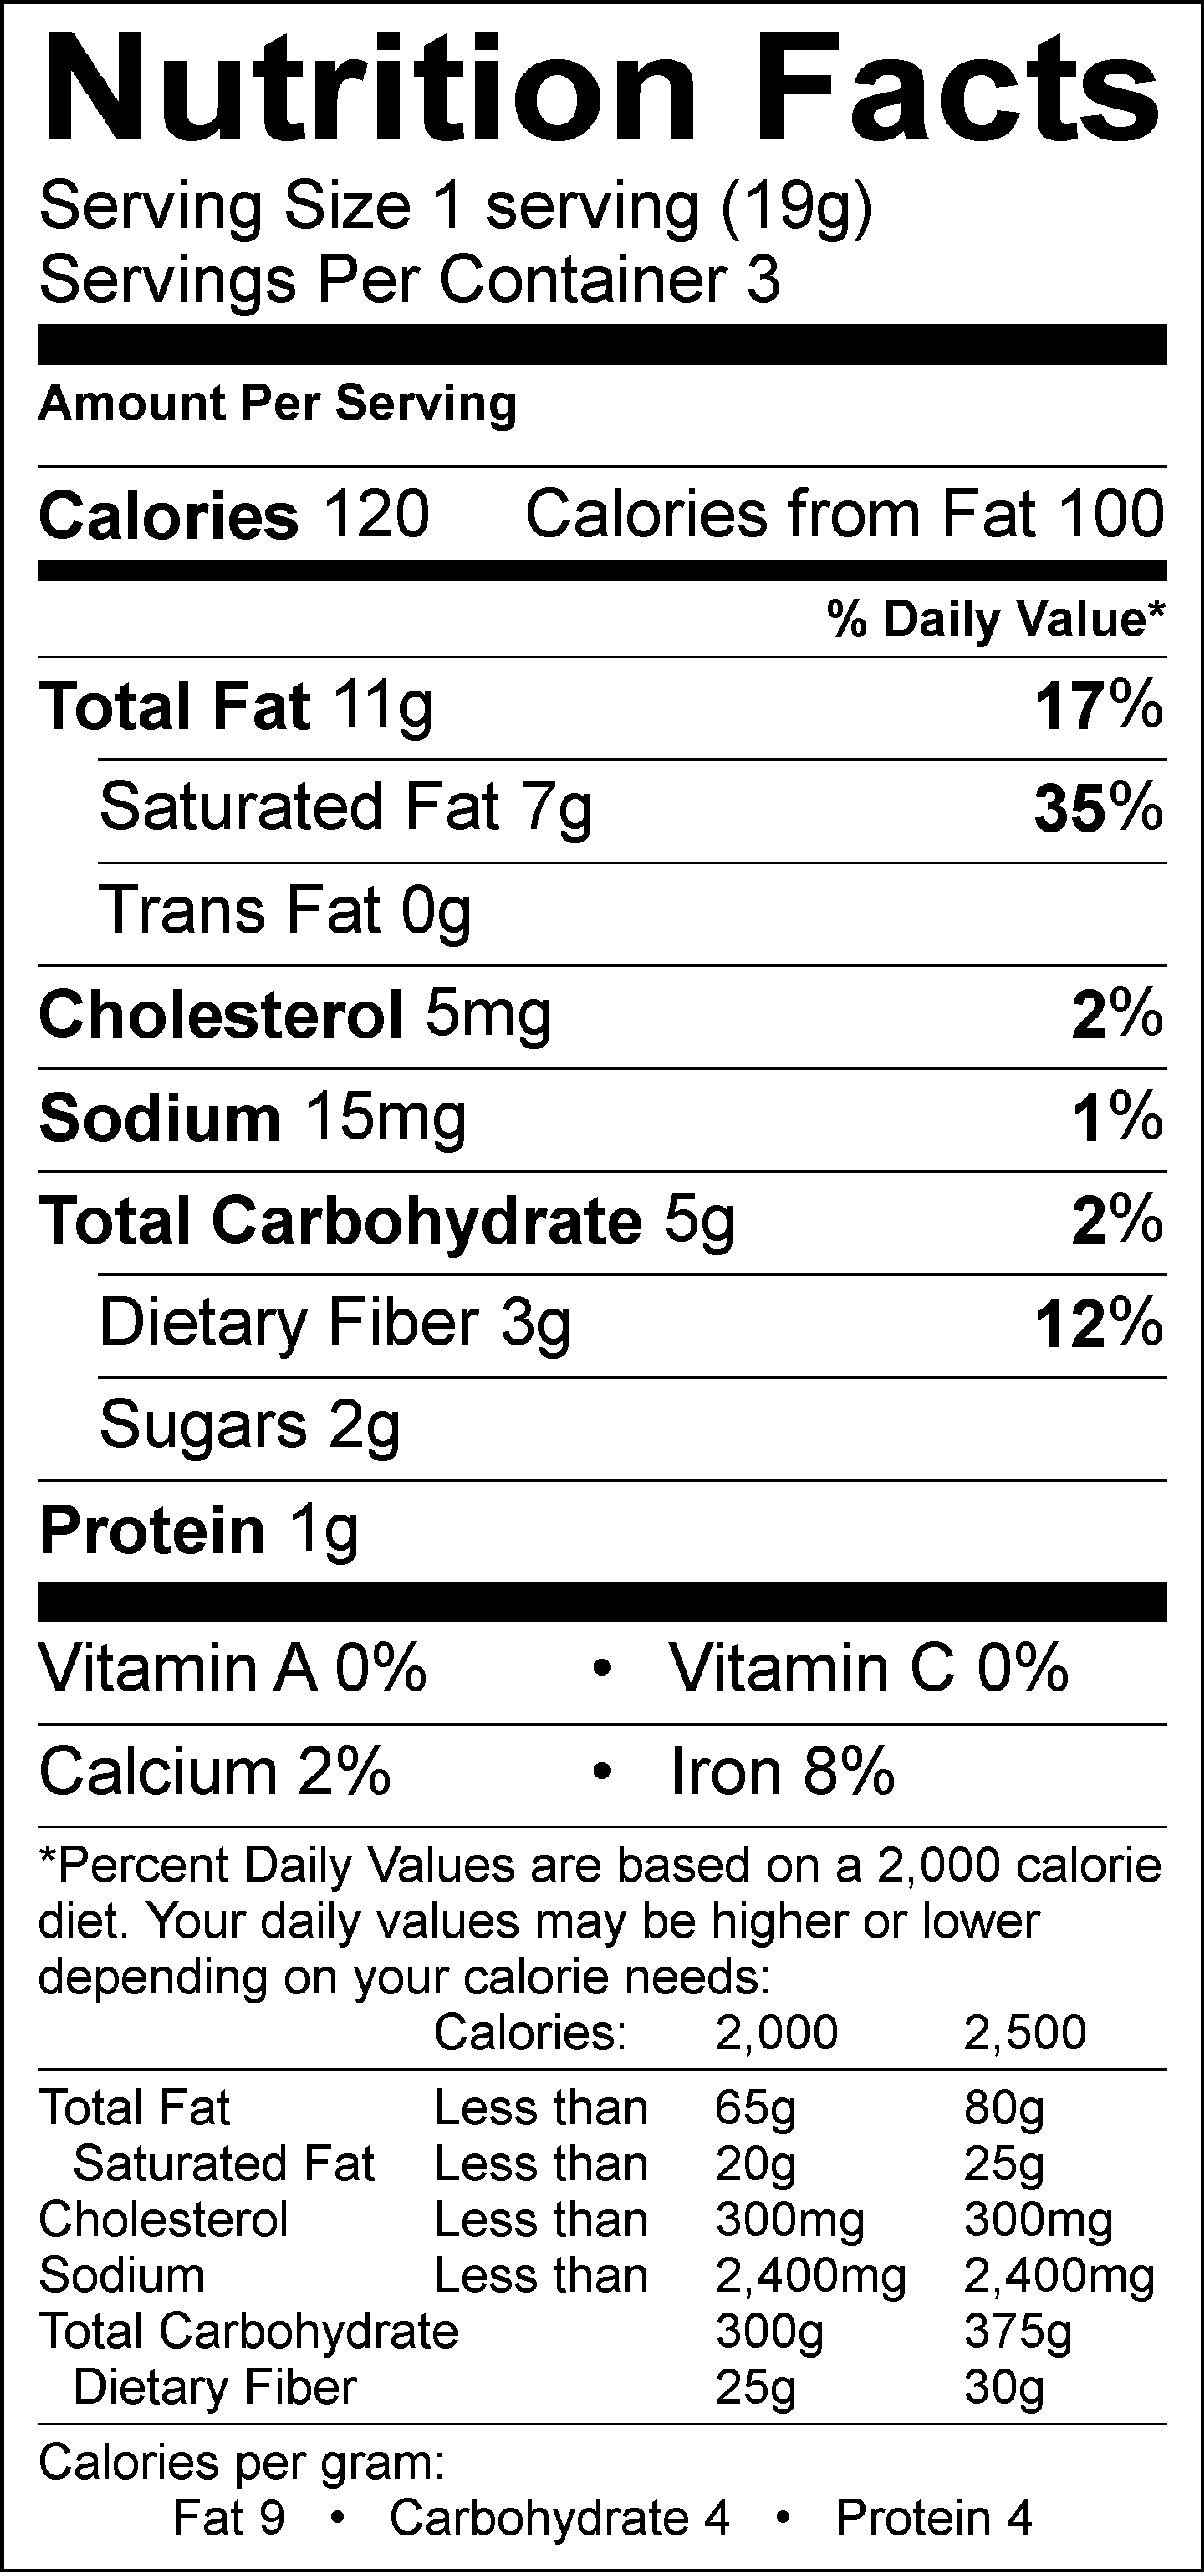 Nutrition Facts
Serving Size 1 serving (19g)
Servings Per Container 3
Amount Per Serving
Calories 120 Calories from Fat 100
% Daily Value*
Total Fat 11g 17%
Saturated Fat 7g 35%
Trans Fat 0g
Cholesterol 5mg 2%
Sodium 15mg 1%
Total Carbohydrate 5g 2%
Dietary Fiber 3g 12%
Sugars 2g
Protein 1g
Vitamin A 0% • Vitamin C 0%
Calcium 2% • Iron 8%
*Percent Daily Values are based on a 2,000 calorie
diet. Your daily values may be higher or lower
depending on your calorie needs:
Calories: 2,000 2,500
Total Fat Less than 65g 80g
Saturated Fat Less than 20g 25g
Cholesterol Less than 300mg 300mg
Sodium Less than 2,400mg 2,400mg
Total Carbohydrate 300g 375g
Dietary Fiber 25g 30g
Calories per gram:
Fat 9 • Carbohydrate 4 • Protein 4